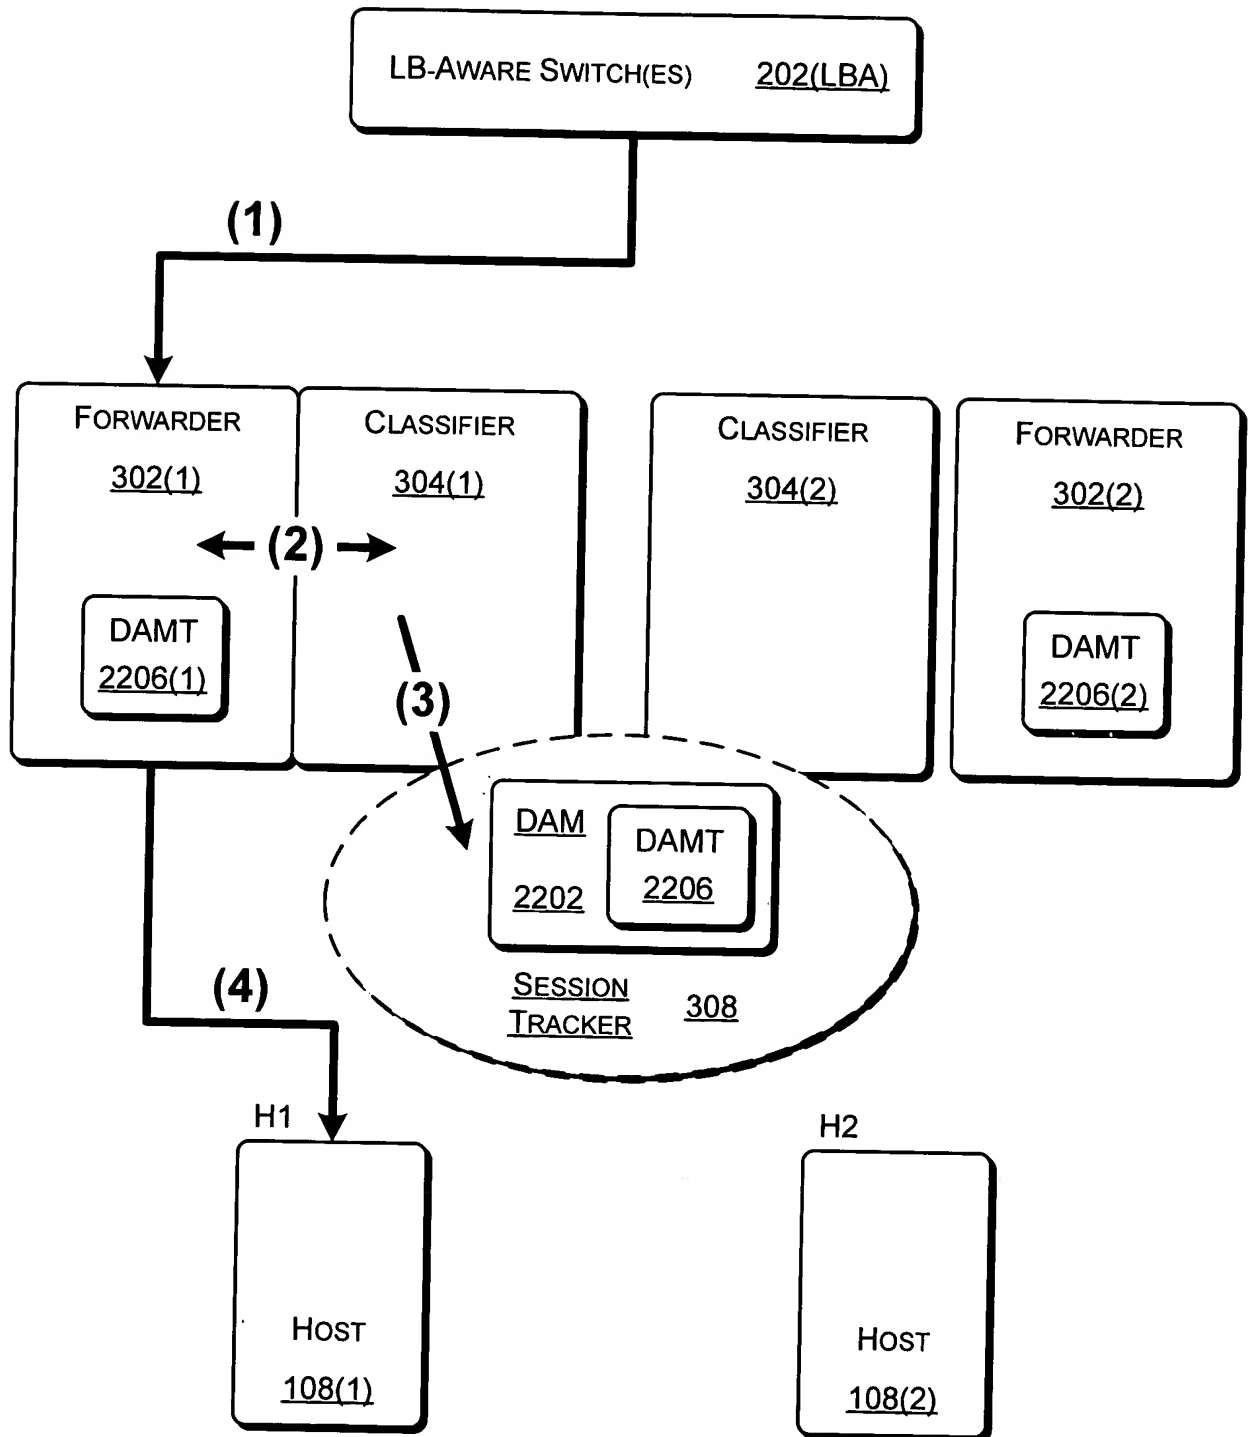 LB-AWARE SWITCH(ES) 202(LBA)
(1)
FORWARDER
302(1)
CLASSIFIER
304(1)
CLASSIFIER
304(2)
FORWARDER
302(2)
(2)
DAMT
2206(1)
DAMT
2206(2)
(3)
DAM
2202
DAMT
2206
SESSION
TRACKER
308
(4)
H1
HOST
108(1)
H2
HOST
108(2)